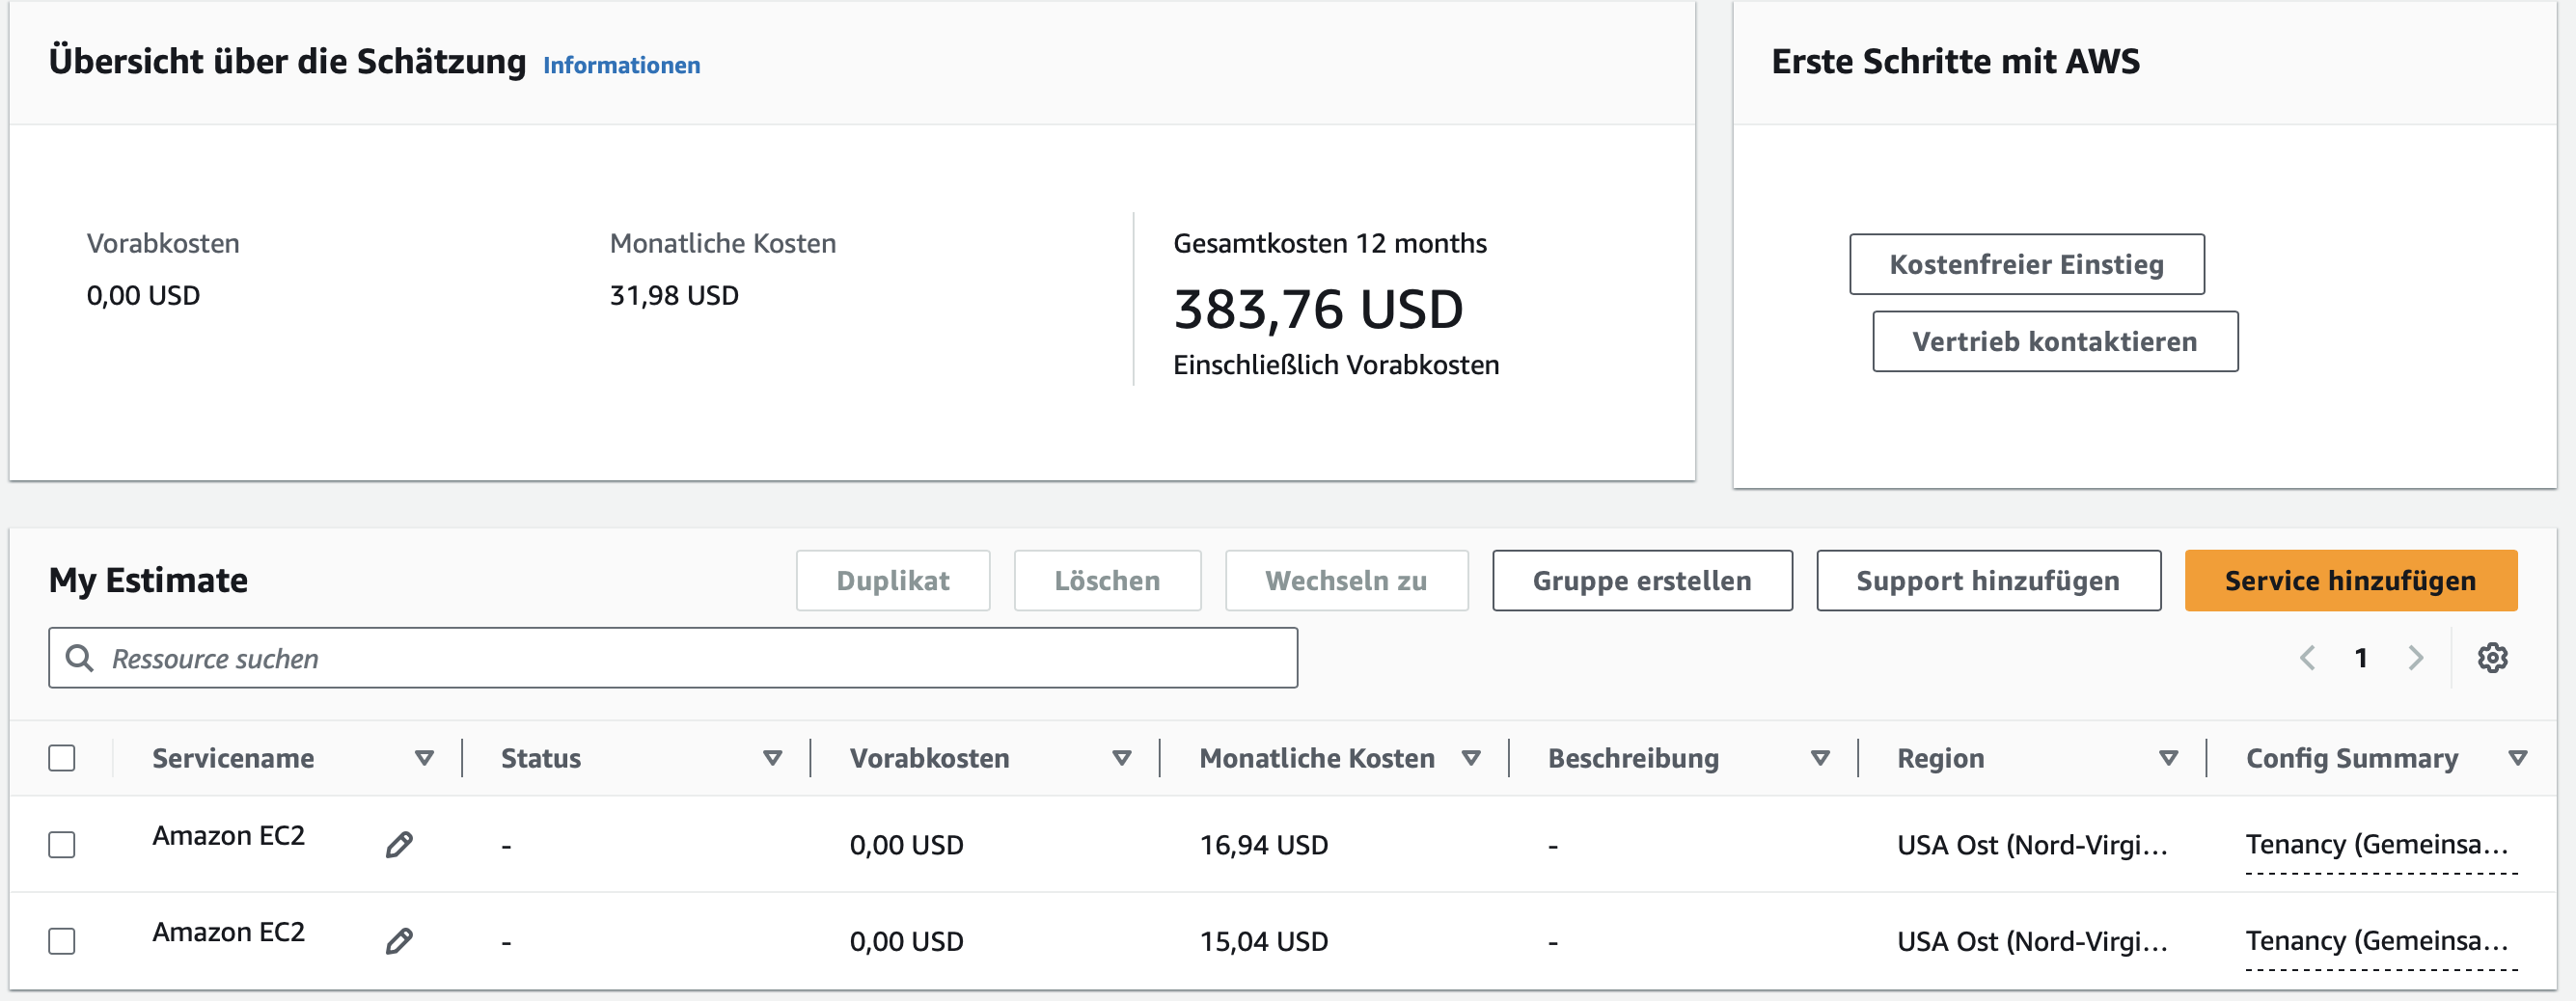 Übersicht über die Schätzung Informationen
Vorabkosten
0,00 USD
Monatliche Kosten
31,98 USD
Gesamtkosten 12 months
383,76 USD
Einschließlich Vorabkosten
Erste Schritte mit AWS
Kostenfreier Einstieg
Vertrieb kontaktieren
My Estimate
Duplikat
Löschen
Wechseln zu
Gruppe erstellen
Support hinzufügen
Service hinzufügen
Ressource suchen
1
Servicename Status Vorabkosten Monatliche Kosten Beschreibung Region Config Summary
Amazon EC2 - 0,00 USD 16,94 USD - USA Ost (Nord-Virgi... Tenancy (Gemeinsa...
Amazon EC2 - 0,00 USD 15,04 USD - USA Ost (Nord-Virgi... Tenancy (Gemeinsa...